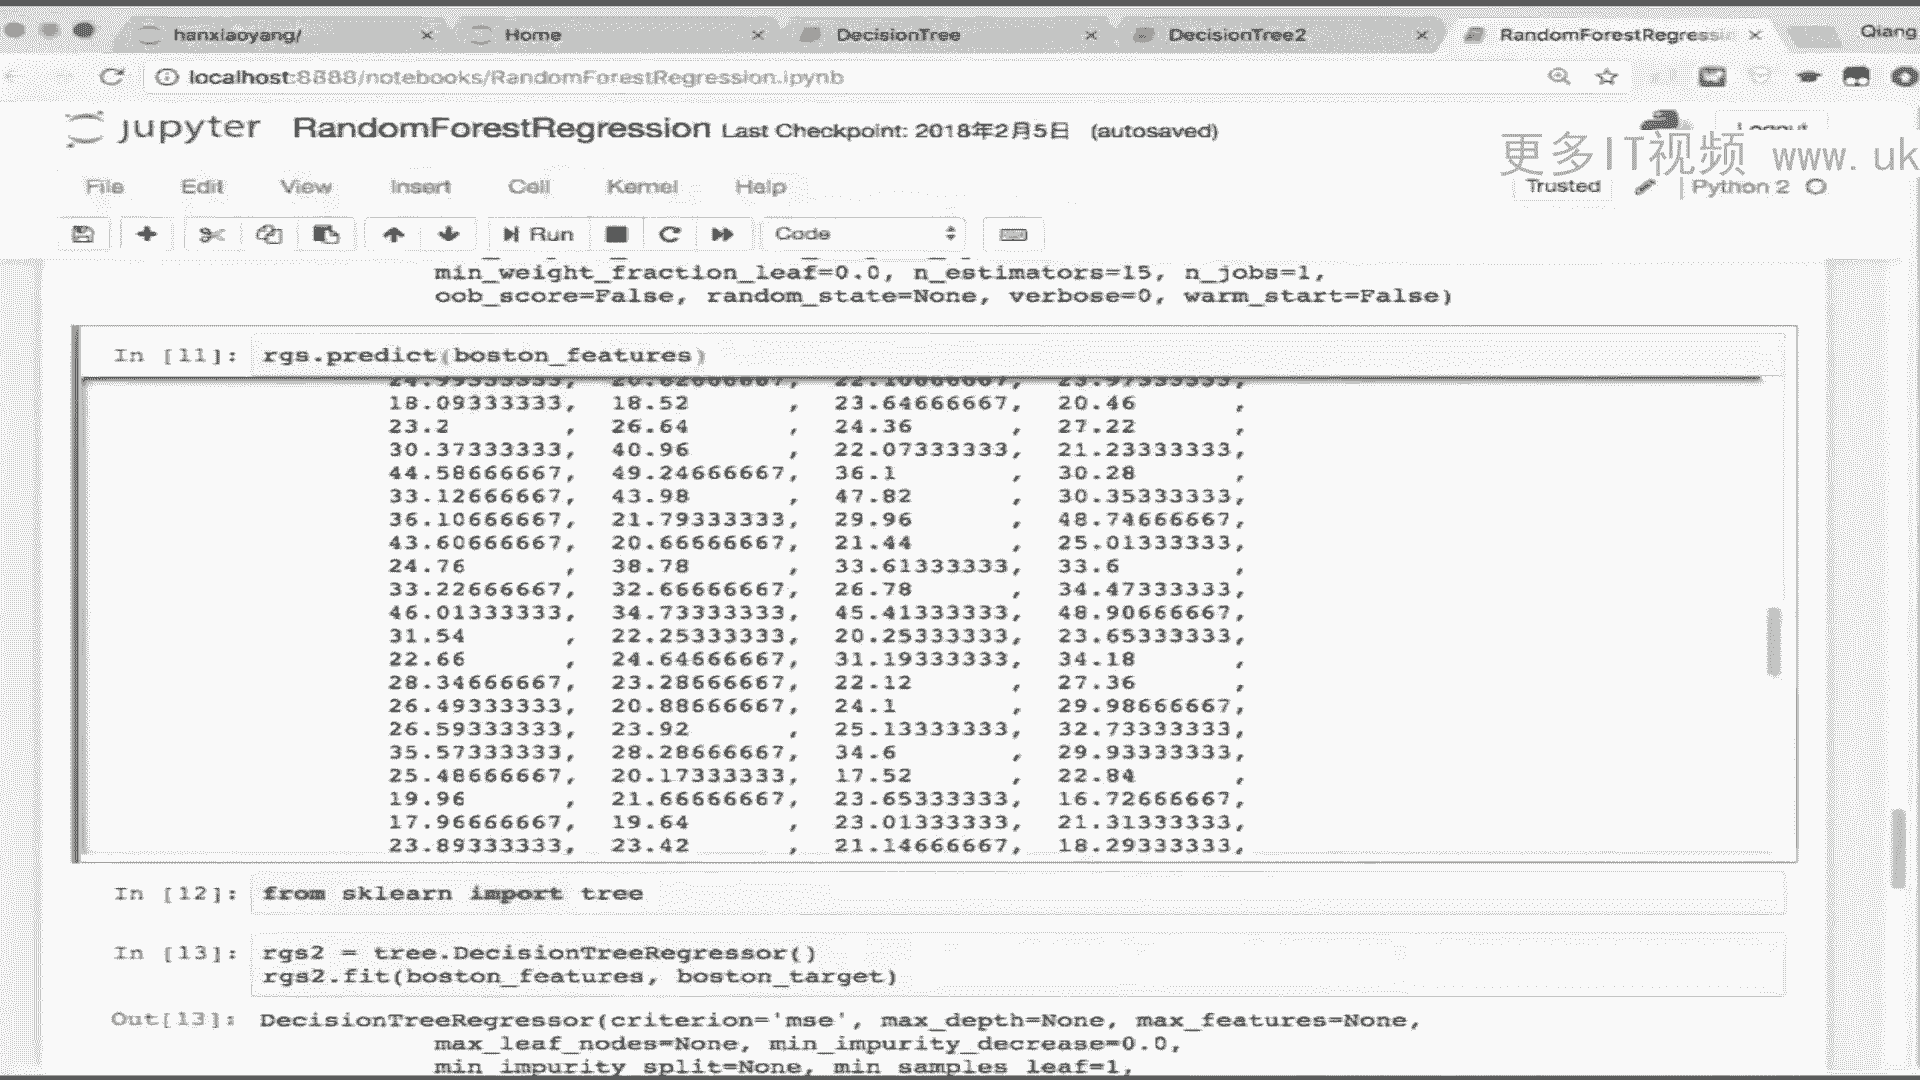 hanxiaoyang/ Home DecisionTree DecisionTree2 RandomForestRegressi Qiang
localhost:8888/notebooks/RandomForestRegression.ipynb
jupyter RandomForestRegression Last Checkpoint: 2018年2月5日 (autosaved) Logout
更多IT视频 www.uk
File Edit View Insert Cell Kernel Help Trusted Python 2
Run Code
min_weight_fraction_leaf=0.0, n_estimators=15, n_jobs=1,
oob_score=False, random_state=None, verbose=0, warm_start=False)
In [11]: rgs.predict(boston_features)
18.09333333, 18.52 , 23.64666667, 20.46 ,
23.2 , 26.64 , 24.36 , 27.22 ,
30.37333333, 40.96 , 22.07333333, 21.23333333,
44.58666667, 49.24666667, 36.1 , 30.28 ,
33.12666667, 43.98 , 47.82 , 30.35333333,
36.10666667, 21.79333333, 29.96 , 48.74666667,
43.60666667, 20.66666667, 21.44 , 25.01333333,
24.76 , 38.78 , 33.61333333, 33.6 ,
33.22666667, 32.66666667, 26.78 , 34.47333333,
46.01333333, 34.73333333, 45.41333333, 48.90666667,
31.54 , 22.25333333, 20.25333333, 23.65333333,
22.66 , 24.64666667, 31.19333333, 34.18 ,
28.34666667, 23.28666667, 22.12 , 27.36 ,
26.49333333, 20.88666667, 24.1 , 29.98666667,
26.59333333, 23.92 , 25.13333333, 32.73333333,
35.57333333, 28.28666667, 34.6 , 29.93333333,
25.48666667, 20.17333333, 17.52 , 22.84 ,
19.96 , 21.66666667, 23.65333333, 16.72666667,
17.96666667, 19.64 , 23.01333333, 21.31333333,
23.89333333, 23.42 , 21.14666667, 18.29333333,
In [12]: from sklearn import tree
In [13]: rgs2 = tree.DecisionTreeRegressor()
rgs2.fit(boston_features, boston_target)
Out[13]: DecisionTreeRegressor(criterion='mse', max_depth=None, max_features=None,
max_leaf_nodes=None, min_impurity_decrease=0.0,
min_impurity_split=None, min_samples_leaf=1,